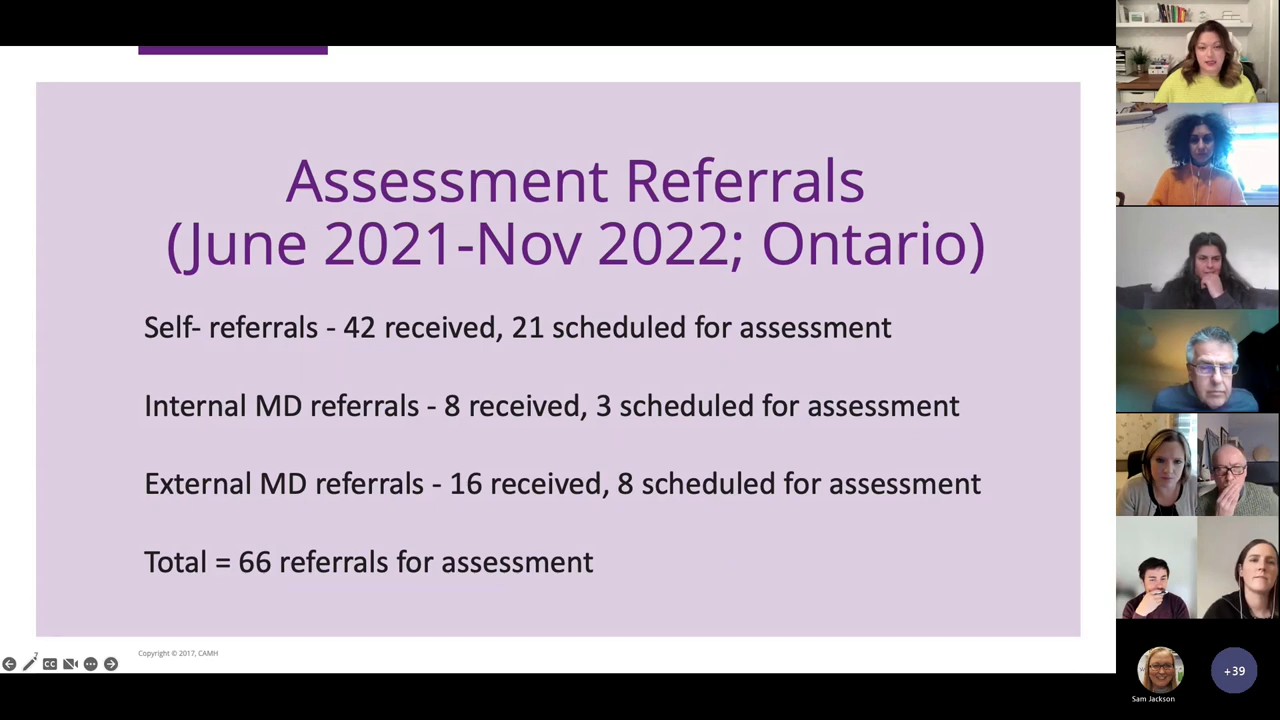 Assessment Referrals
(June 2021-Nov 2022; Ontario)
Self- referrals - 42 received, 21 scheduled for assessment
Internal MD referrals - 8 received, 3 scheduled for assessment
External MD referrals - 16 received, 8 scheduled for assessment
Total = 66 referrals for assessment
7
Copyright © 2017, CAMH
CC
+39
Sam Jackson